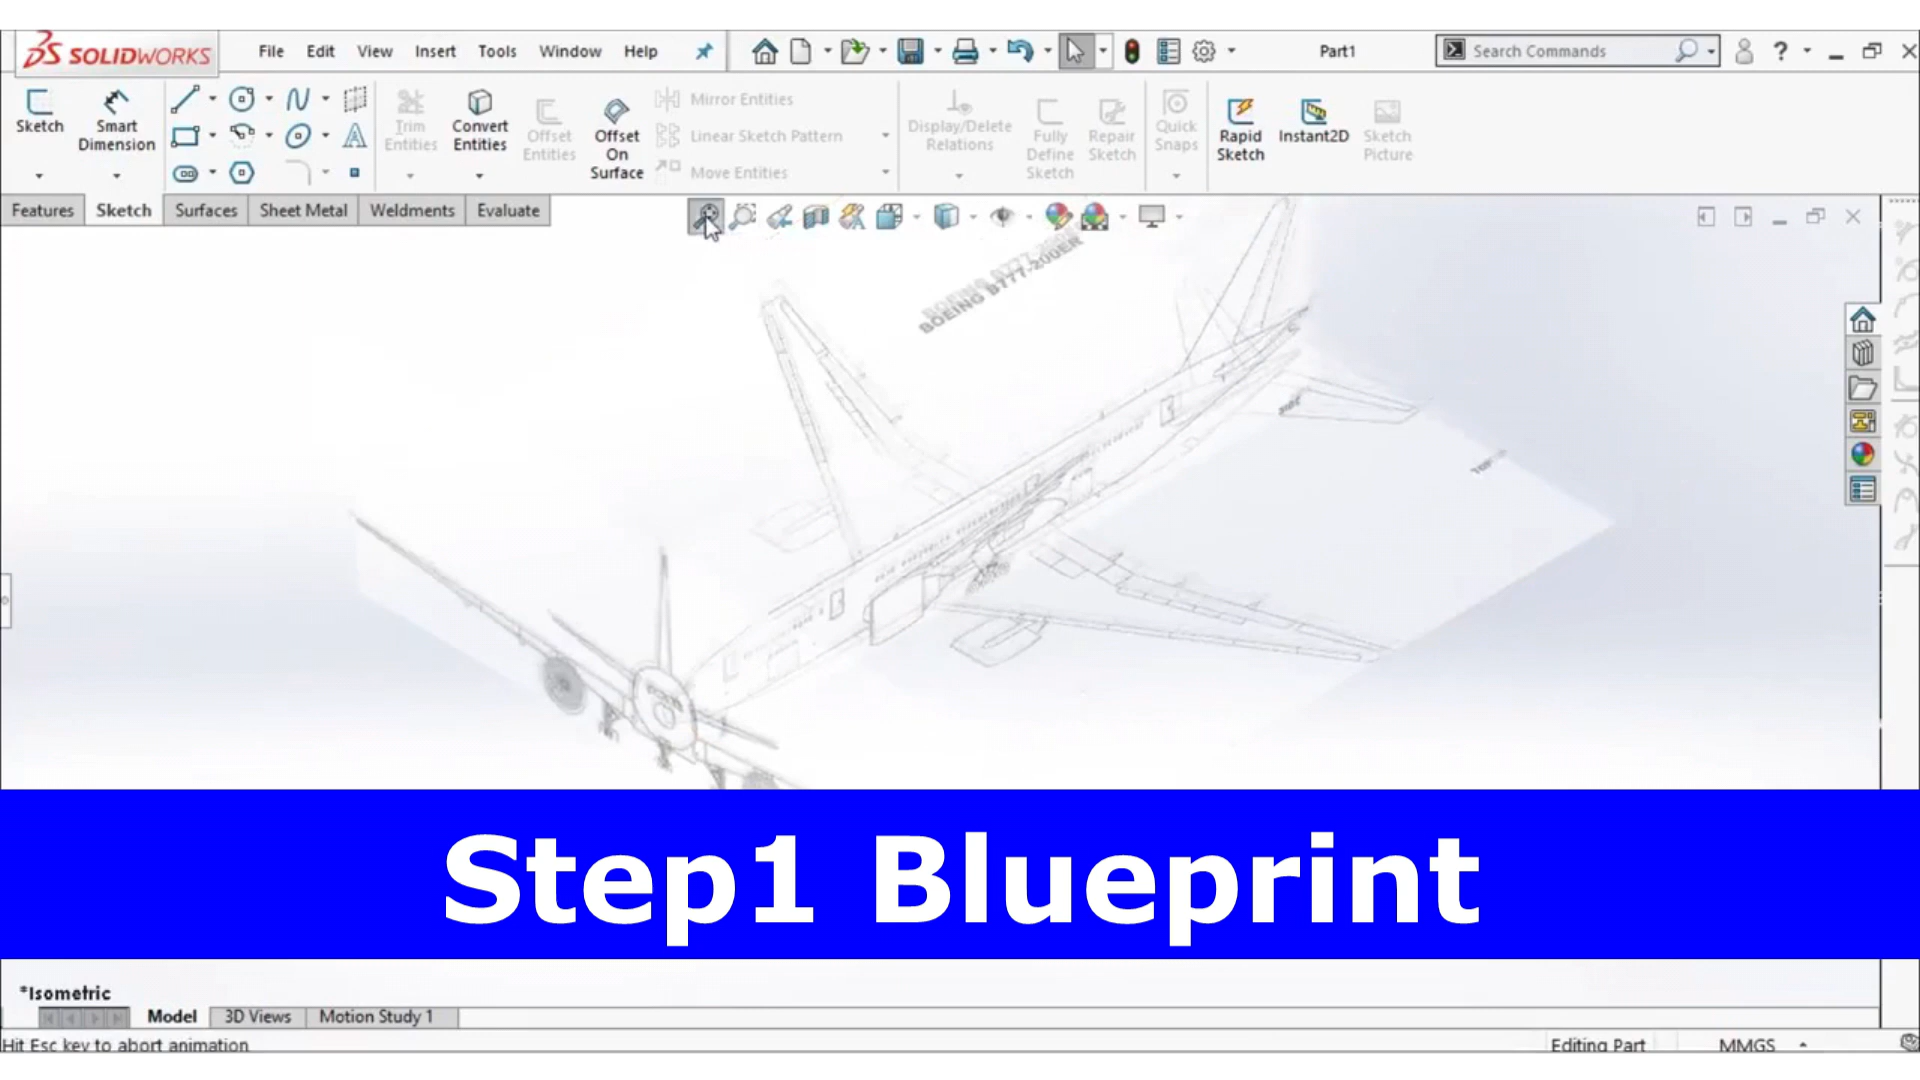 SOLIDWORKS
File Edit View Insert Tools Window Help
Part1
Search Commands
Sketch
Smart Dimension
Trim Entities
Convert Entities
Offset Entities
Offset On Surface
Mirror Entities
Linear Sketch Pattern
Move Entities
Display/Delete Relations
Fully Define Sketch
Repair Sketch
Quick Snaps
Rapid Sketch
Instant2D
Sketch Picture
Features Sketch Surfaces Sheet Metal Weldments Evaluate
BOEING B777-200ER
Step1 Blueprint
*Isometric
Model 3D Views Motion Study 1
Hit Esc key to abort animation
Editing Part MMGS